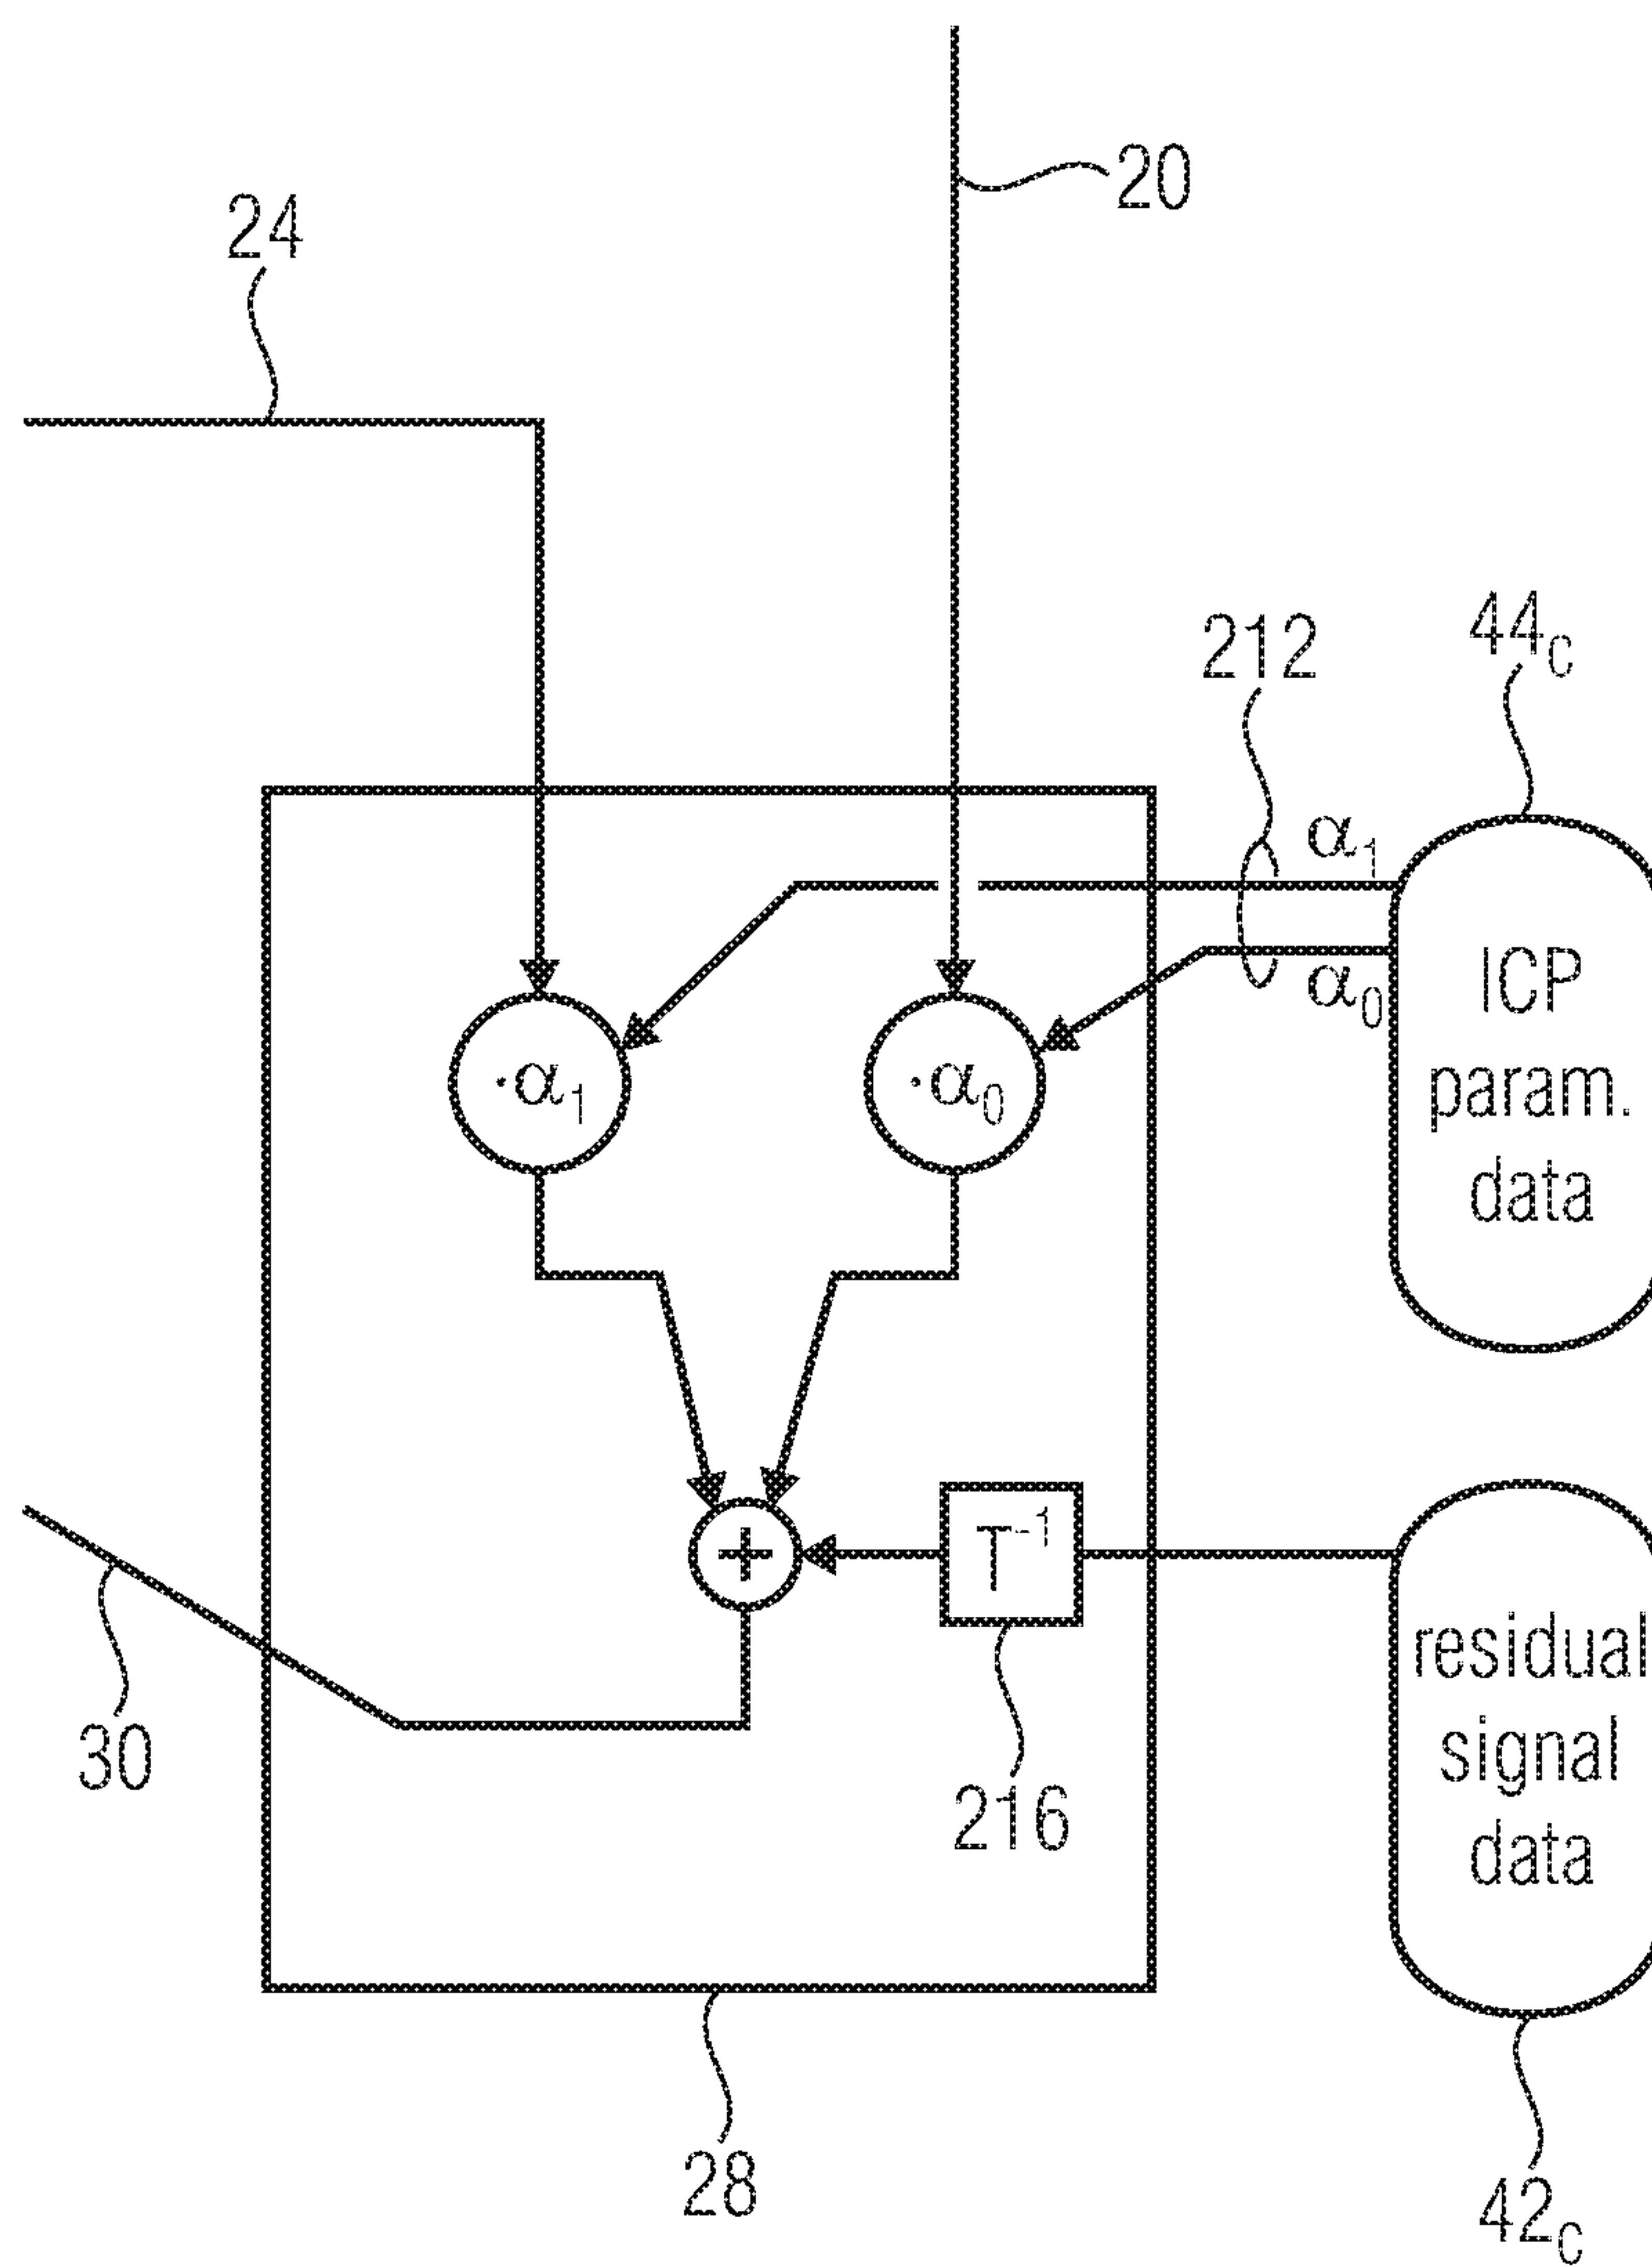 20
24
44C
212
α1
α0
ICP
param.
data
·α1
·α0
+
T-1
residual
signal
data
30
216
28
42C